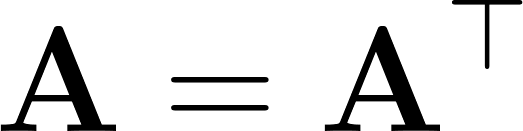 𝐀 = 𝐀^⊤